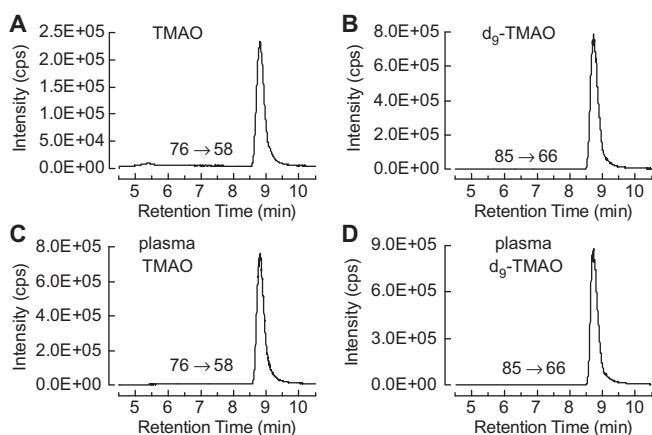 A
TMAO
Intensity (cps)
2.5E+05
2.0E+05
1.5E+05
1.0E+05
5.0E+04
0.0E+00
76→58
5 6 7 8 9 10
Retention Time (min)
B
d9-TMAO
Intensity (cps)
8.0E+05
6.0E+05
4.0E+05
2.0E+05
0.0E+00
85→66
5 6 7 8 9 10
Retention Time (min)
C
plasma
TMAO
Intensity (cps)
8.0E+05
6.0E+05
4.0E+05
2.0E+05
0.0E+00
76→58
5 6 7 8 9 10
Retention Time (min)
D
plasma
d9-TMAO
Intensity (cps)
9.0E+05
6.0E+05
3.0E+05
0.0E+00
85→66
5 6 7 8 9 10
Retention Time (min)